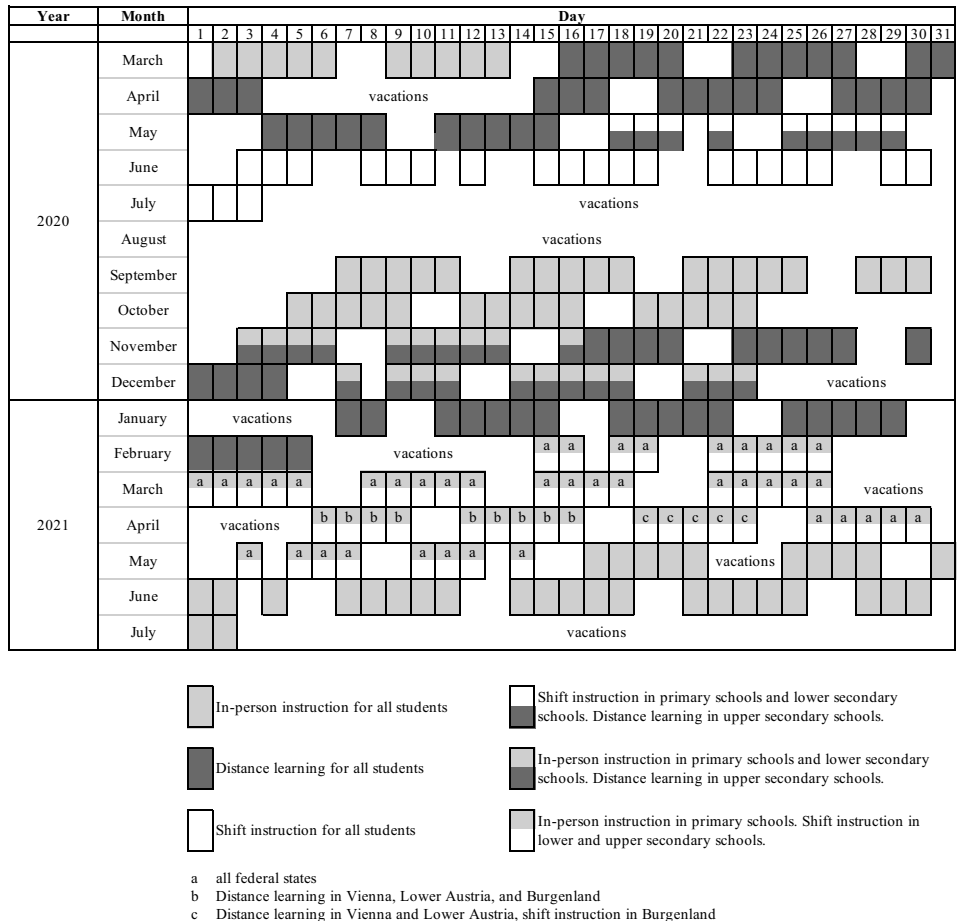 Year Month Day
1 2 3 4 5 6 7 8 9 10 11 12 13 14 15 16 17 18 19 20 21 22 23 24 25 26 27 28 29 30 31
March
April vacations
May
June
July vacations
2020
August vacations
September
October
November
December vacations
January vacations
February vacations a a a a a a a a a
March a a a a a a a a a a a a a a a a a a a vacations
2021
April vacations b b b b b b b b b c c c c c a a a a a
May a a a a a a a a vacations
June
July vacations
In-person instruction for all students
Shift instruction in primary schools and lower secondary
schools. Distance learning in upper secondary schools.
Distance learning for all students
In-person instruction in primary schools and lower secondary
schools. Distance learning in upper secondary schools.
Shift instruction for all students
In-person instruction in primary schools. Shift instruction in
lower and upper secondary schools.
a all federal states
b Distance learning in Vienna, Lower Austria, and Burgenland
c Distance learning in Vienna and Lower Austria, shift instruction in Burgenland